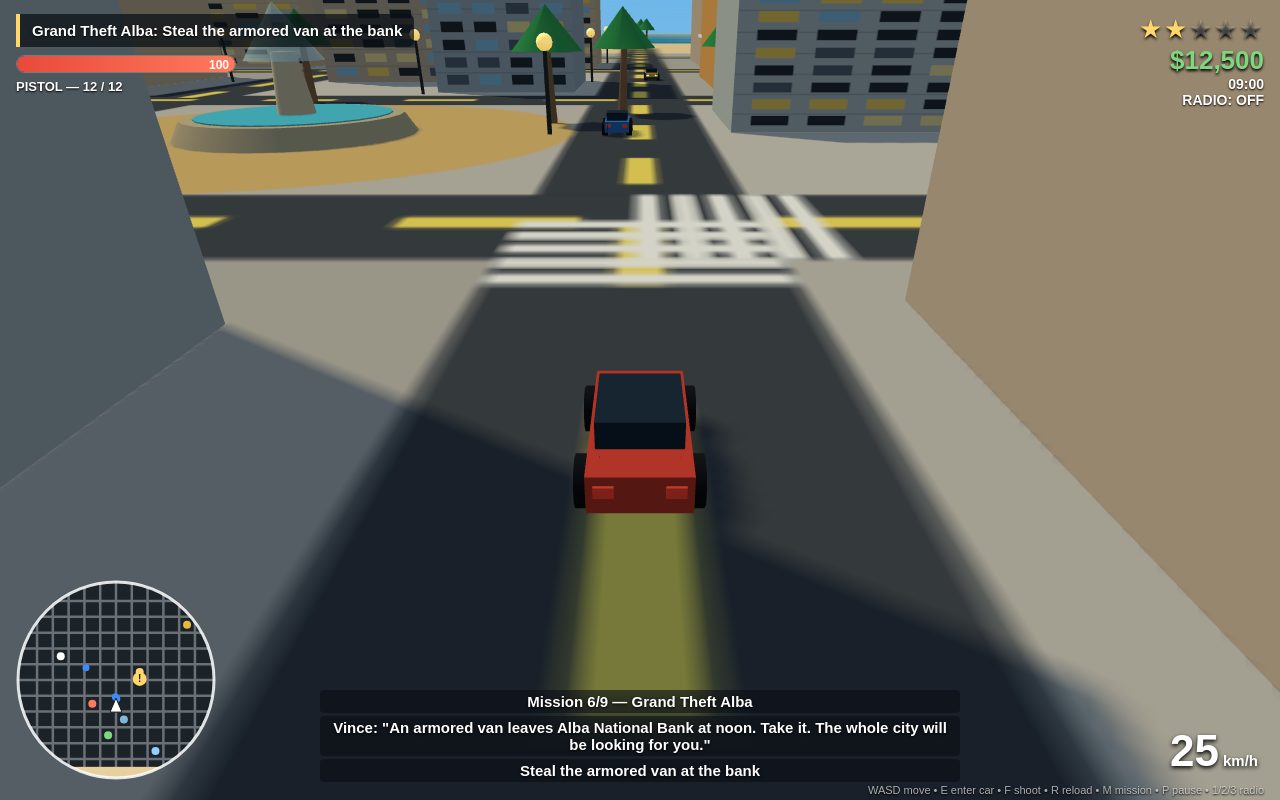 Grand Theft Alba: Steal the armored van at the bank
100
PISTOL — 12 / 12
★★★★★
$12,500
09:00
RADIO: OFF
!
Mission 6/9 — Grand Theft Alba
Vince: "An armored van leaves Alba National Bank at noon. Take it. The whole city will
be looking for you."
Steal the armored van at the bank
25 km/h
WASD move • E enter car • F shoot • R reload • M mission • P pause • 1/2/3 radio